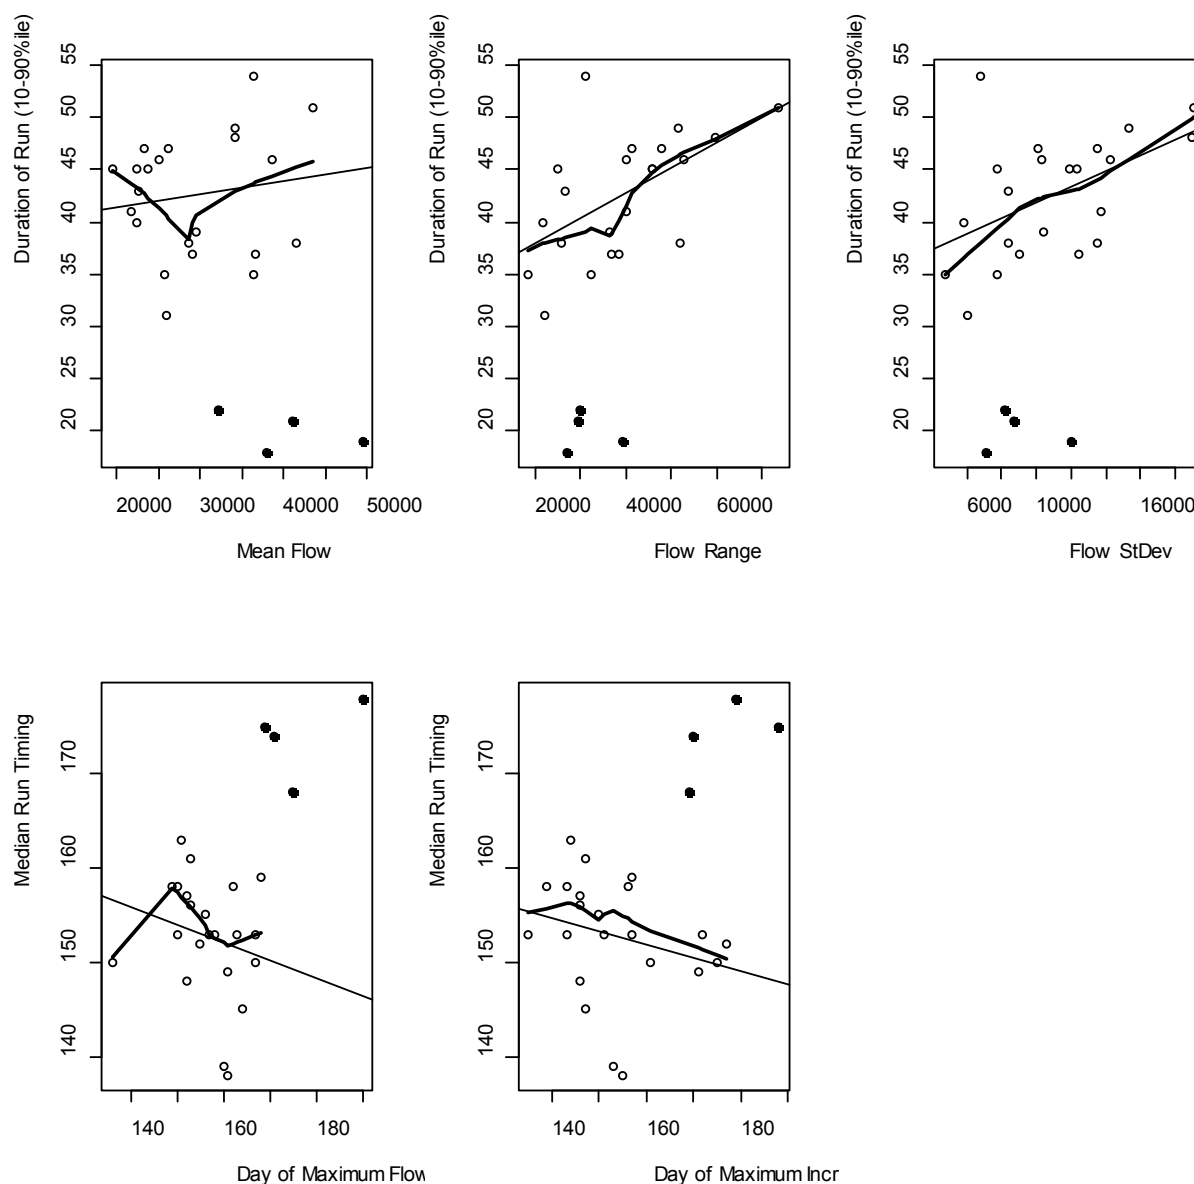 Duration of Run (10-90%ile)
55
50
45
40
35
30
25
20
20000 30000 40000 50000
Mean Flow
Duration of Run (10-90%ile)
55
50
45
40
35
30
25
20
20000 40000 60000
Flow Range
Duration of Run (10-90%ile)
55
50
45
40
35
30
25
20
6000 10000 16000
Flow StDev
Median Run Timing
170
160
150
140
140 160 180
Day of Maximum Flow
Median Run Timing
170
160
150
140
140 160 180
Day of Maximum Incr